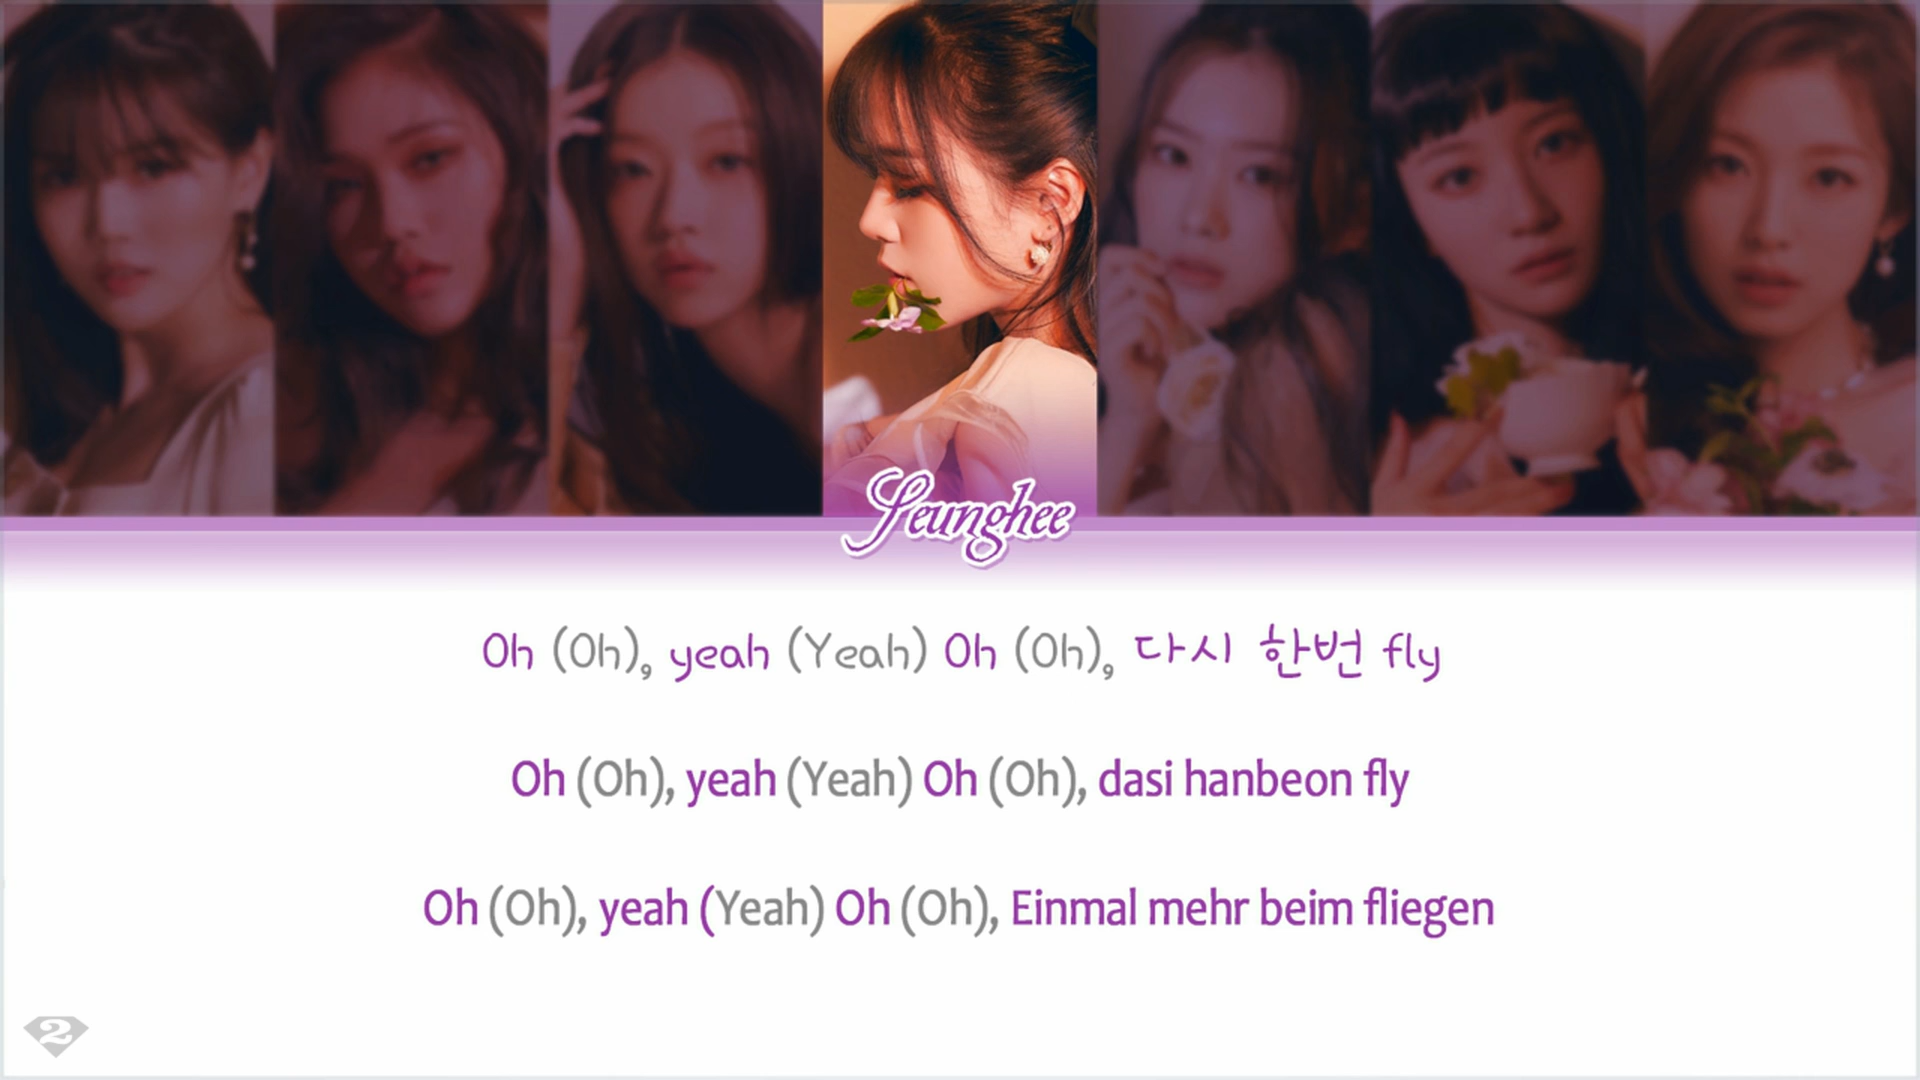 Seunghee
Oh (Oh), yeah (Yeah) Oh (Oh), 다시 한번 fly
Oh (Oh), yeah (Yeah) Oh (Oh), dasi hanbeon fly
Oh (Oh), yeah (Yeah) Oh (Oh), Einmal mehr beim fliegen
2